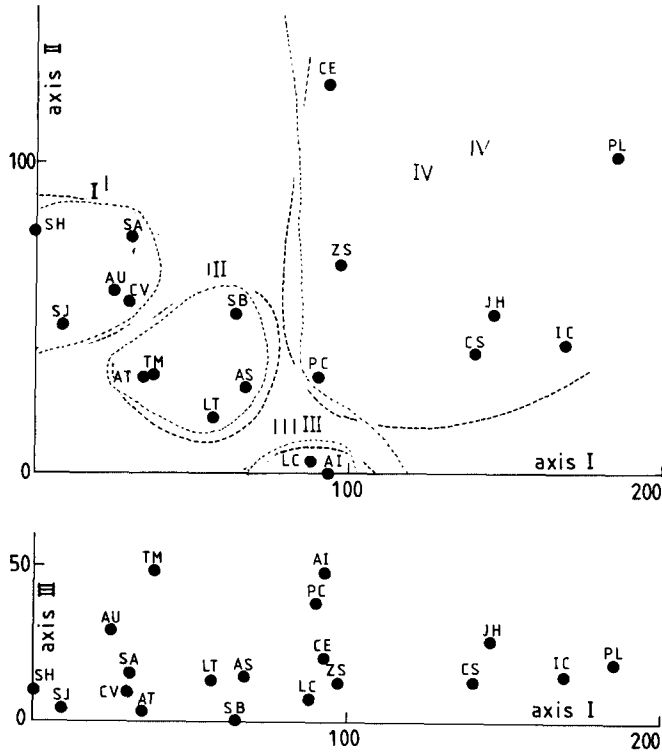 axis II
CE
100
IV
IV
PL
I I
SH
SA
AU
CV
ZS
III
SB
SJ
JH
IC
CS
AT
TM
AS
PC
LT
III III
LC
AI
axis I
0
100
200
50
axis III
TM
AI
PC
AU
JH
SH
SA
LT
AS
CE
ZS
CS
IC
PL
SJ
CV
AT
SB
LC
0
100
axis I
200